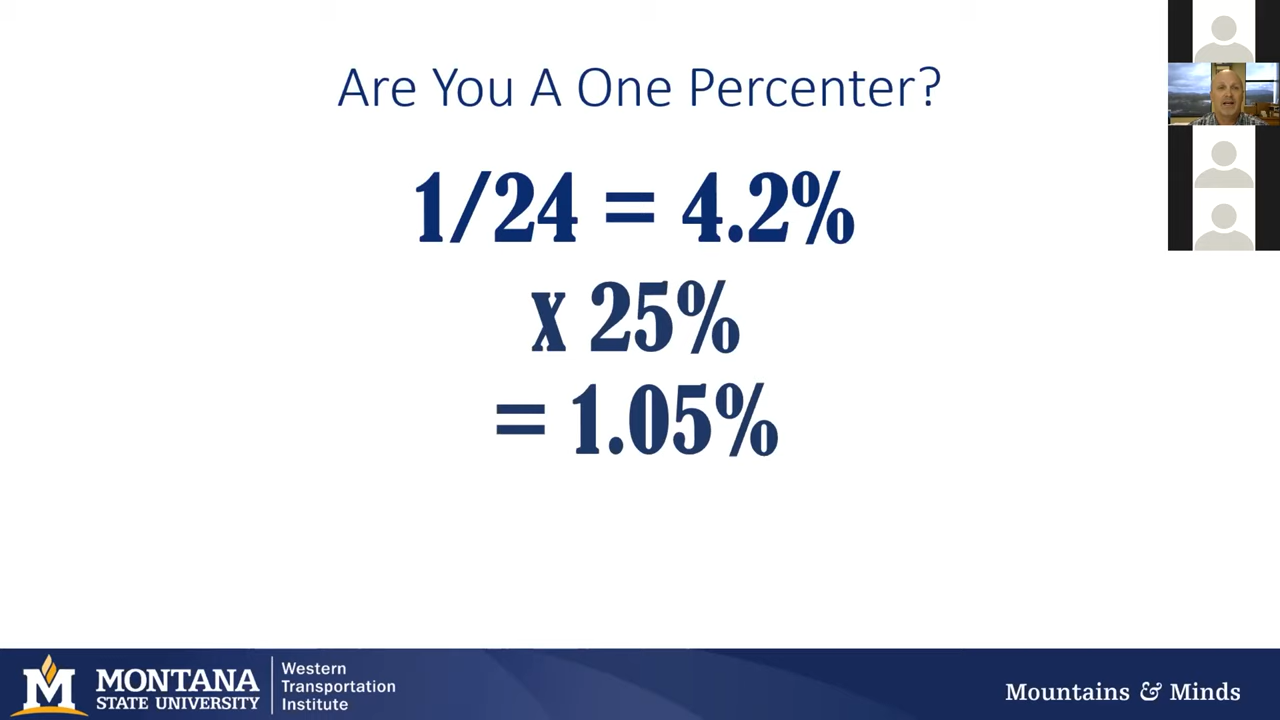 Are You A One Percenter?
1/24 = 4.2%
x 25%
= 1.05%
M
MONTANA
STATE UNIVERSITY
Western
Transportation
Institute
Mountains & Minds